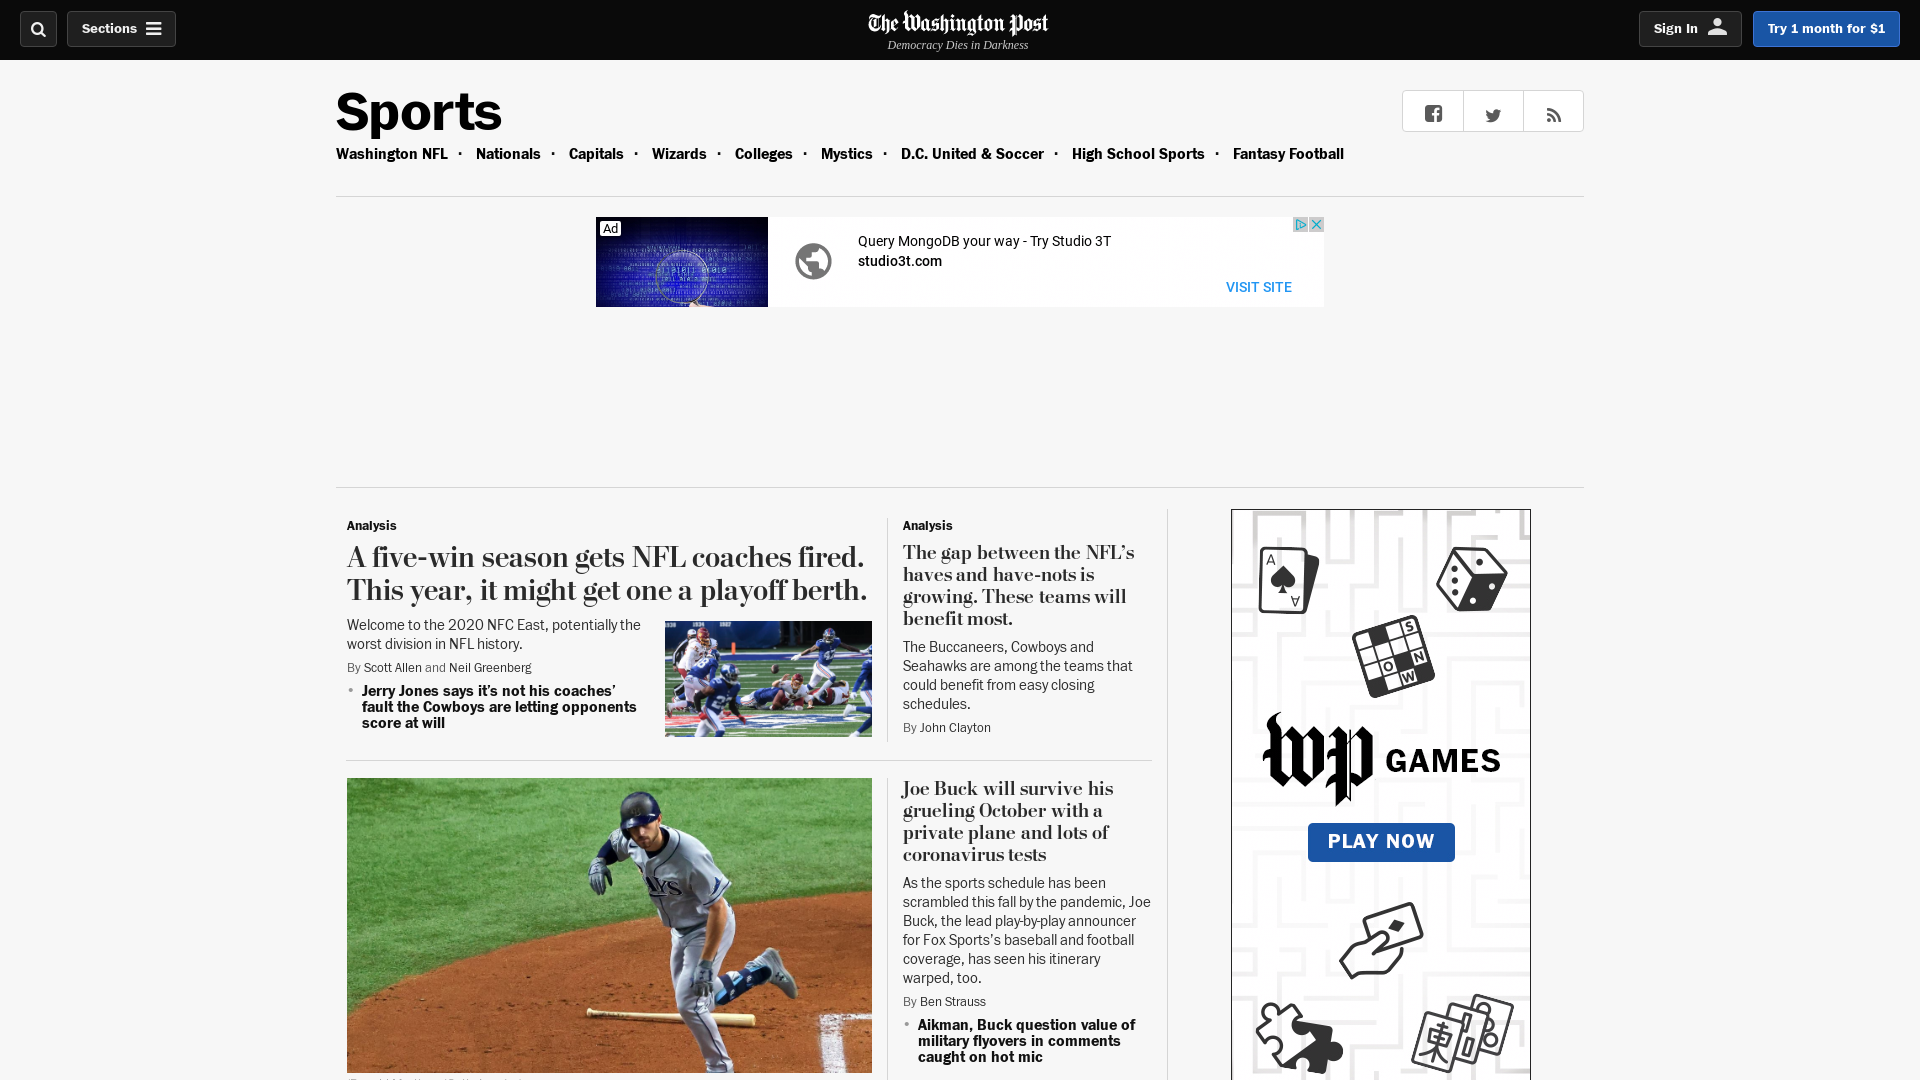 Sections
The Washington Post
Democracy Dies in Darkness
Sign In
Try 1 month for $1
Sports
Washington NFL · Nationals · Capitals · Wizards · Colleges · Mystics · D.C. United & Soccer · High School Sports · Fantasy Football
Ad
Query MongoDB your way - Try Studio 3T
studio3t.com
VISIT SITE
Analysis
A five-win season gets NFL coaches fired.
This year, it might get one a playoff berth.
Welcome to the 2020 NFC East, potentially the
worst division in NFL history.
By Scott Allen and Neil Greenberg
• Jerry Jones says it's not his coaches'
fault the Cowboys are letting opponents
score at will
Analysis
The gap between the NFL's
haves and have-nots is
growing. These teams will
benefit most.
The Buccaneers, Cowboys and
Seahawks are among the teams that
could benefit from easy closing
schedules.
By John Clayton
Joe Buck will survive his
grueling October with a
private plane and lots of
coronavirus tests
As the sports schedule has been
scrambled this fall by the pandemic, Joe
Buck, the lead play-by-play announcer
for Fox Sports's baseball and football
coverage, has seen his itinerary
warped, too.
By Ben Strauss
• Aikman, Buck question value of
military flyovers in comments
caught on hot mic
A
A
S
O
N
W
wp GAMES
PLAY NOW
東